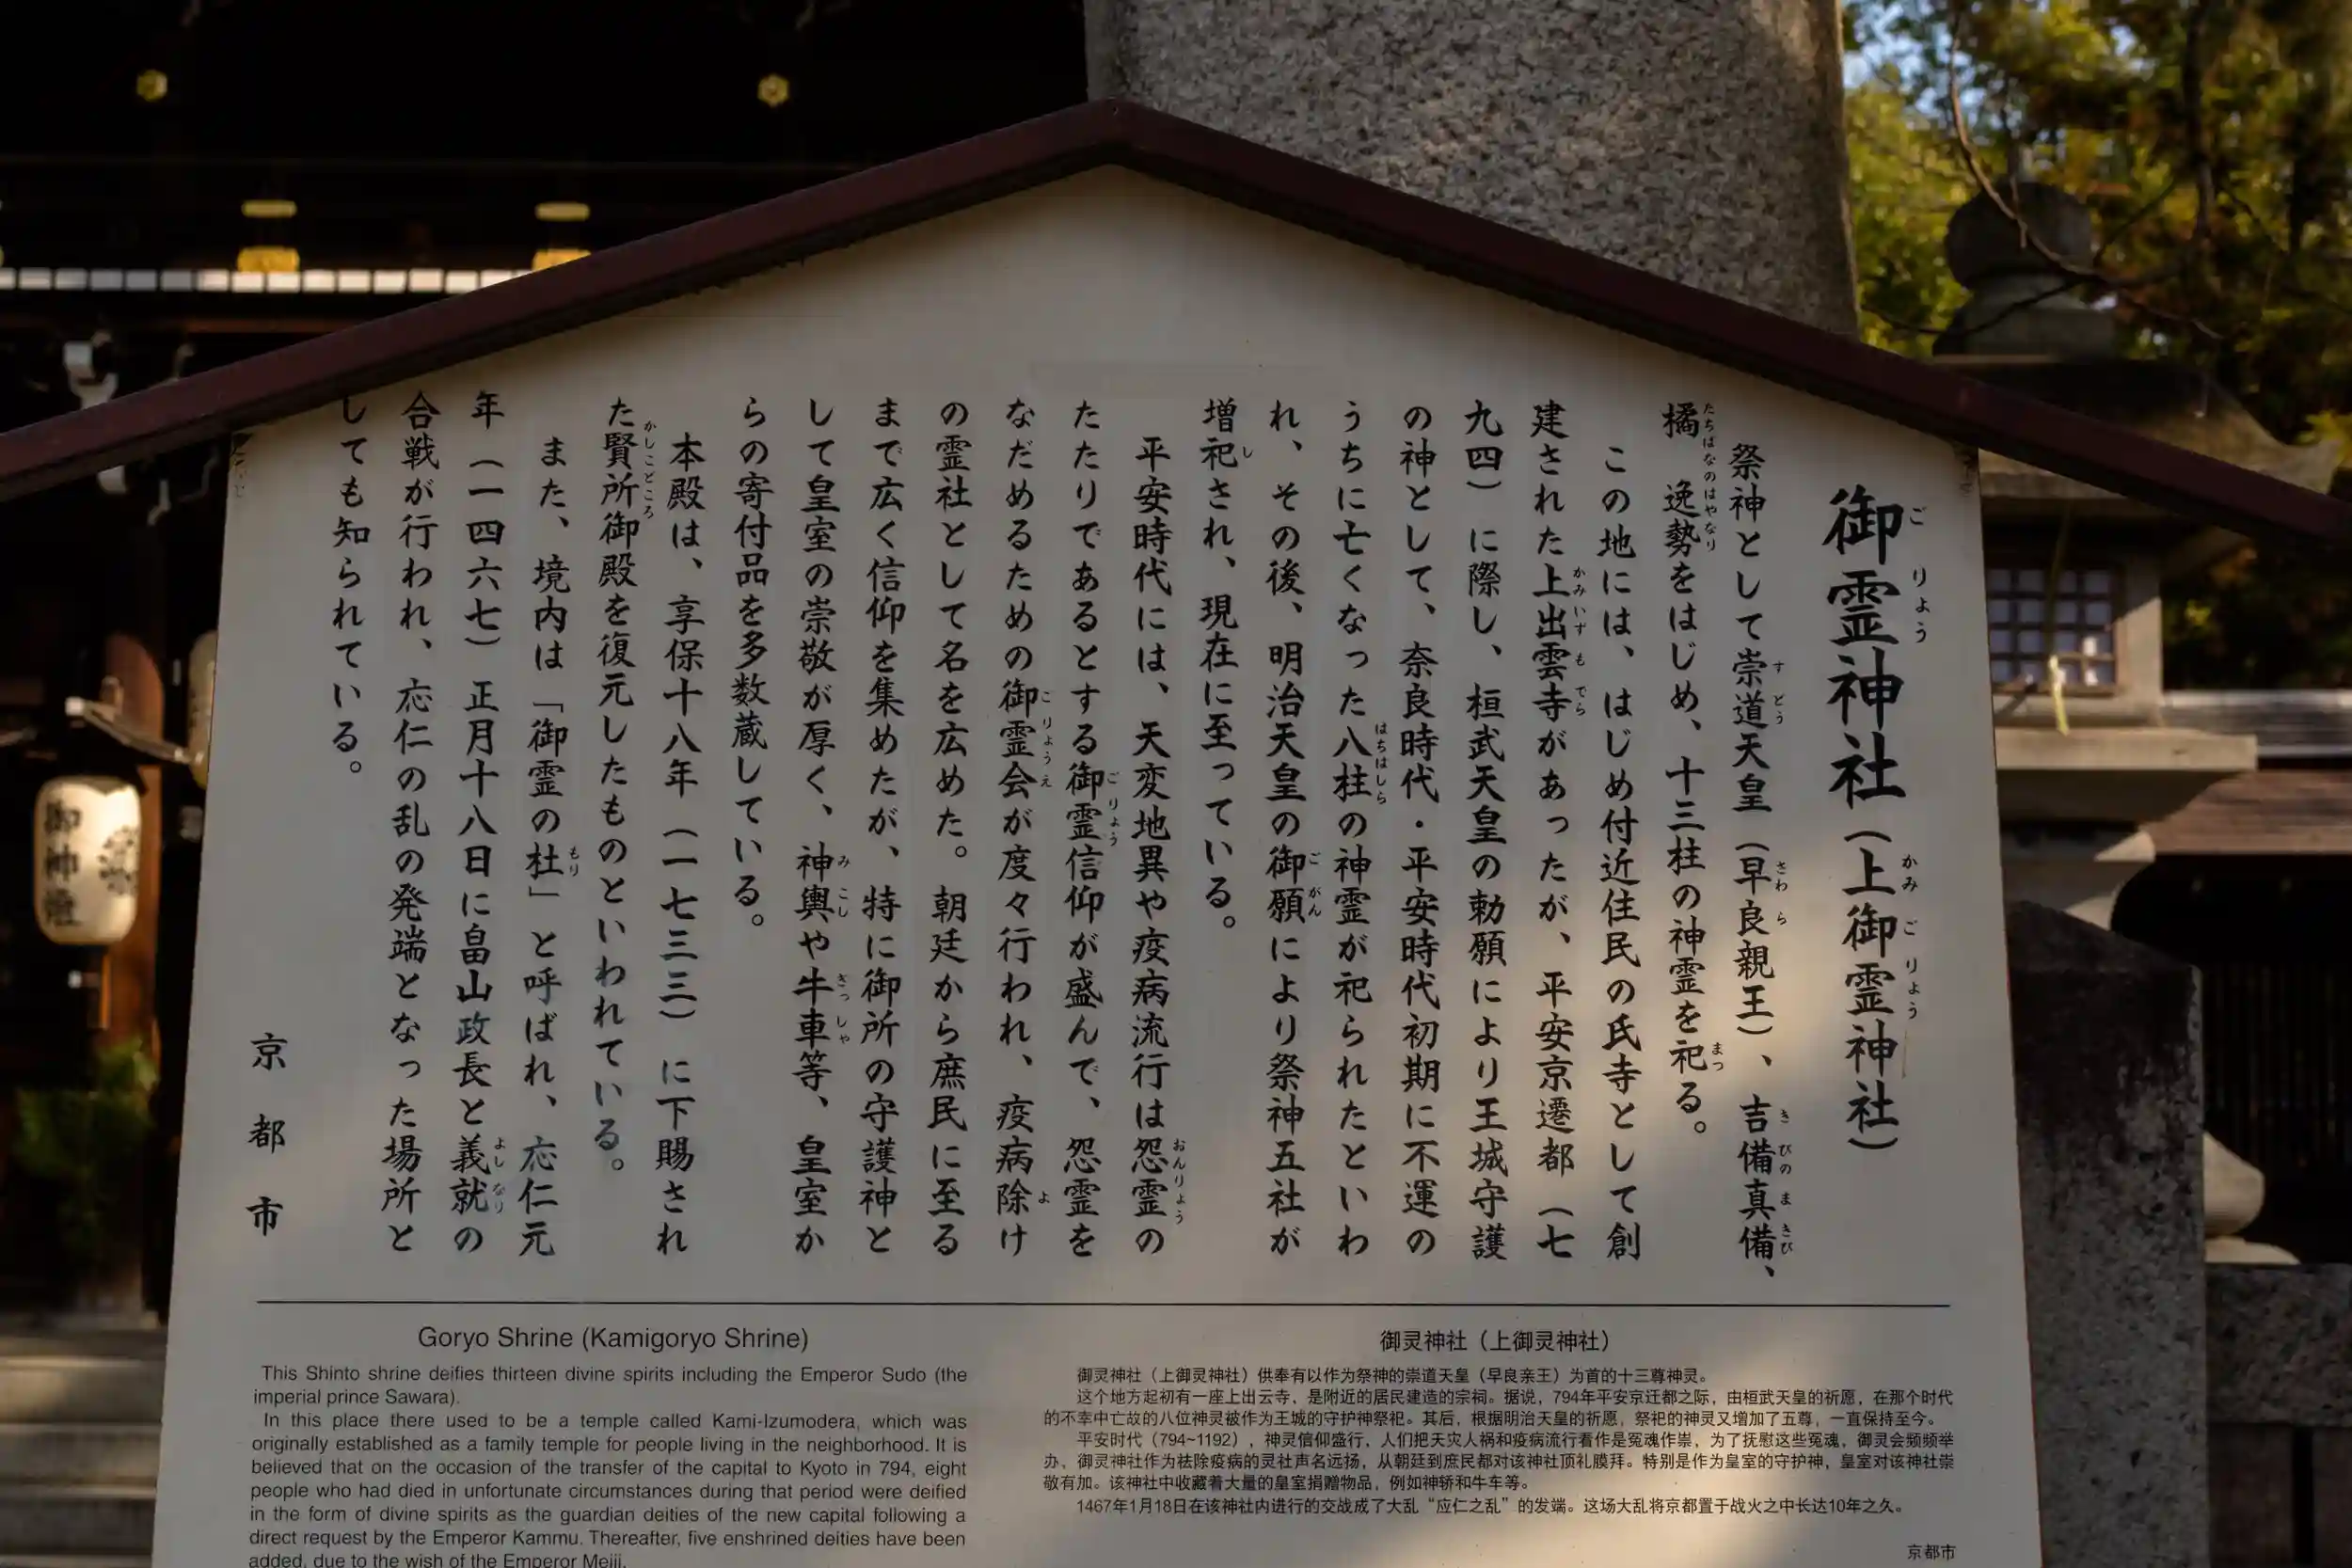 御霊神社（上御霊神社）
祭神として崇道天皇（早良親王）、吉備真備、
橘　逸勢をはじめ、十三柱の神霊を祀る。
この地には、はじめ付近住民の氏寺として創
建された上出雲寺があったが、平安京遷都（七
九四）に際し、桓武天皇の勅願により王城守護
の神として、奈良時代・平安時代初期に不運の
うちに亡くなった八柱の神霊が祀られたといわ
れ、その後、明治天皇の御願により祭神五社が
増祀され、現在に至っている。
平安時代には、天変地異や疫病流行は怨霊の
たたりであるとする御霊信仰が盛んで、怨霊を
なだめるための御霊会が度々行われ、疫病除け
の霊社として名を広めた。朝廷から庶民に至る
まで広く信仰を集めたが、特に御所の守護神と
して皇室の崇敬が厚く、神輿や牛車等、皇室か
らの寄付品を多数蔵している。
本殿は、享保十八年（一七三三）に下賜され
た賢所御殿を復元したものといわれている。
また、境内は「御霊の杜」と呼ばれ、応仁元
年（一四六七）正月十八日に畠山政長と義就の
合戦が行われ、応仁の乱の発端となった場所と
しても知られている。
京都市
Goryo Shrine (Kamigoryo Shrine)
This Shinto shrine deifies thirteen divine spirits including the Emperor Sudo (the
imperial prince Sawara).
In this place there used to be a temple called Kami-Izumodera, which was
originally established as a family temple for people living in the neighborhood. It is
believed that on the occasion of the transfer of the capital to Kyoto in 794, eight
people who had died in unfortunate circumstances during that period were deified
in the form of divine spirits as the guardian deities of the new capital following a
direct request by the Emperor Kammu. Thereafter, five enshrined deities have been
added, due to the wish of the Emperor Meiji.
御灵神社（上御灵神社）
御灵神社（上御灵神社）供奉有以作为祭神的崇道天皇（早良亲王）为首的十三尊神灵。
这个地方起初有一座上出云寺，是附近的居民建造的宗祠。据说，794年平安京迁都之际，由桓武天皇的祈愿，在那个时代
的不幸中亡故的八位神灵被作为王城的守护神祭祀。其后，根据明治天皇的祈愿，祭祀的神灵又增加了五尊，一直保持至今。
平安时代（794~1192），神灵信仰盛行，人们把天灾人祸和疫病流行看作是冤魂作祟，为了抚慰这些冤魂，御灵会频频举
办，御灵神社作为祛除疫病的灵社声名远扬，从朝廷到庶民都对该神社顶礼膜拜。特别是作为皇室的守护神，皇室对该神社崇
敬有加。该神社中收藏着大量的皇室捐赠物品，例如神轿和牛车等。
1467年1月18日在该神社内进行的交战成了大乱“应仁之乱”的发端。这场大乱将京都置于战火之中长达10年之久。
京都市